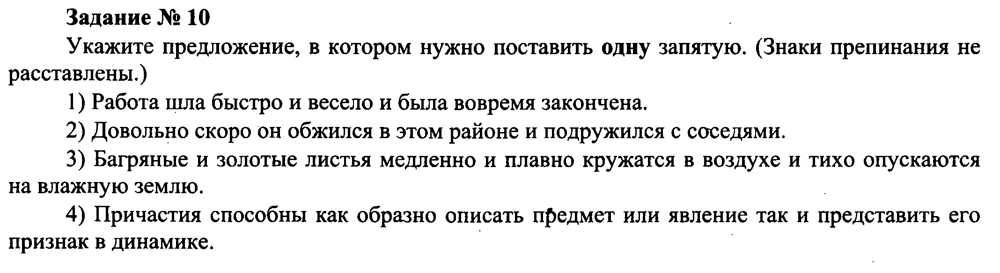 Задание № 10
Укажите предложение, в котором нужно поставить одну запятую. (Знаки препинания не
расставлены.)
1) Работа шла быстро и весело и была вовремя закончена.
2) Довольно скоро он обжился в этом районе и подружился с соседями.
3) Багряные и золотые листья медленно и плавно кружатся в воздухе и тихо опускаются
на влажную землю.
4) Причастия способны как образно описать предмет или явление так и представить его
признак в динамике.